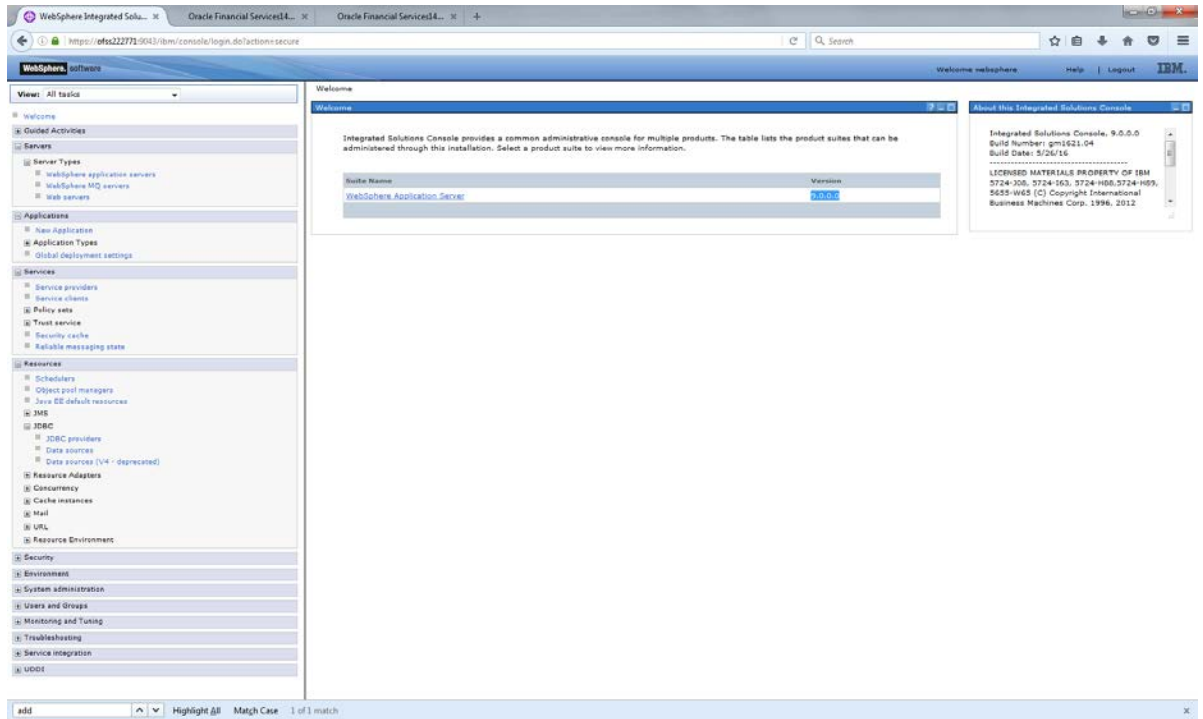 WebSphere Integrated Solu... ×
Oracle Financial Services14... ×
Oracle Financial Services14... ×
+
https://ofss222771:9043/ibm/console/login.do?action=secure
Search
WebSphere. software
Welcome websphere
Help | Logout
IBM.
View: All tasks
Welcome
Guided Activities
Servers
Server Types
WebSphere application servers
WebSphere MQ servers
Web servers
Applications
New Application
Application Types
Global deployment settings
Services
Service providers
Service clients
Policy sets
Trust service
Security cache
Reliable messaging state
Resources
Schedulers
Object pool managers
Java EE default resources
JMS
JDBC
JDBC providers
Data sources
Data sources (V4 - deprecated)
Resource Adapters
Concurrency
Cache instances
Mail
URL
Resource Environment
Security
Environment
System administration
Users and Groups
Monitoring and Tuning
Troubleshooting
Service integration
UDDI
Welcome
Welcome
Integrated Solutions Console provides a common administrative console for multiple products. The table lists the product suites that can be
administered through this installation. Select a product suite to view more information.
Suite Name Version
WebSphere Application Server 9.0.0.0
About this Integrated Solutions Console
Integrated Solutions Console, 9.0.0.0
Build Number: gm1621.04
Build Date: 5/26/16
----------------------------------
LICENSED MATERIALS PROPERTY OF IBM
5724-J08, 5724-I63, 5724-H88,5724-H89,
5655-W65 (C) Copyright International
Business Machines Corp. 1996, 2012
add
Highlight All
Match Case
1 of 1 match